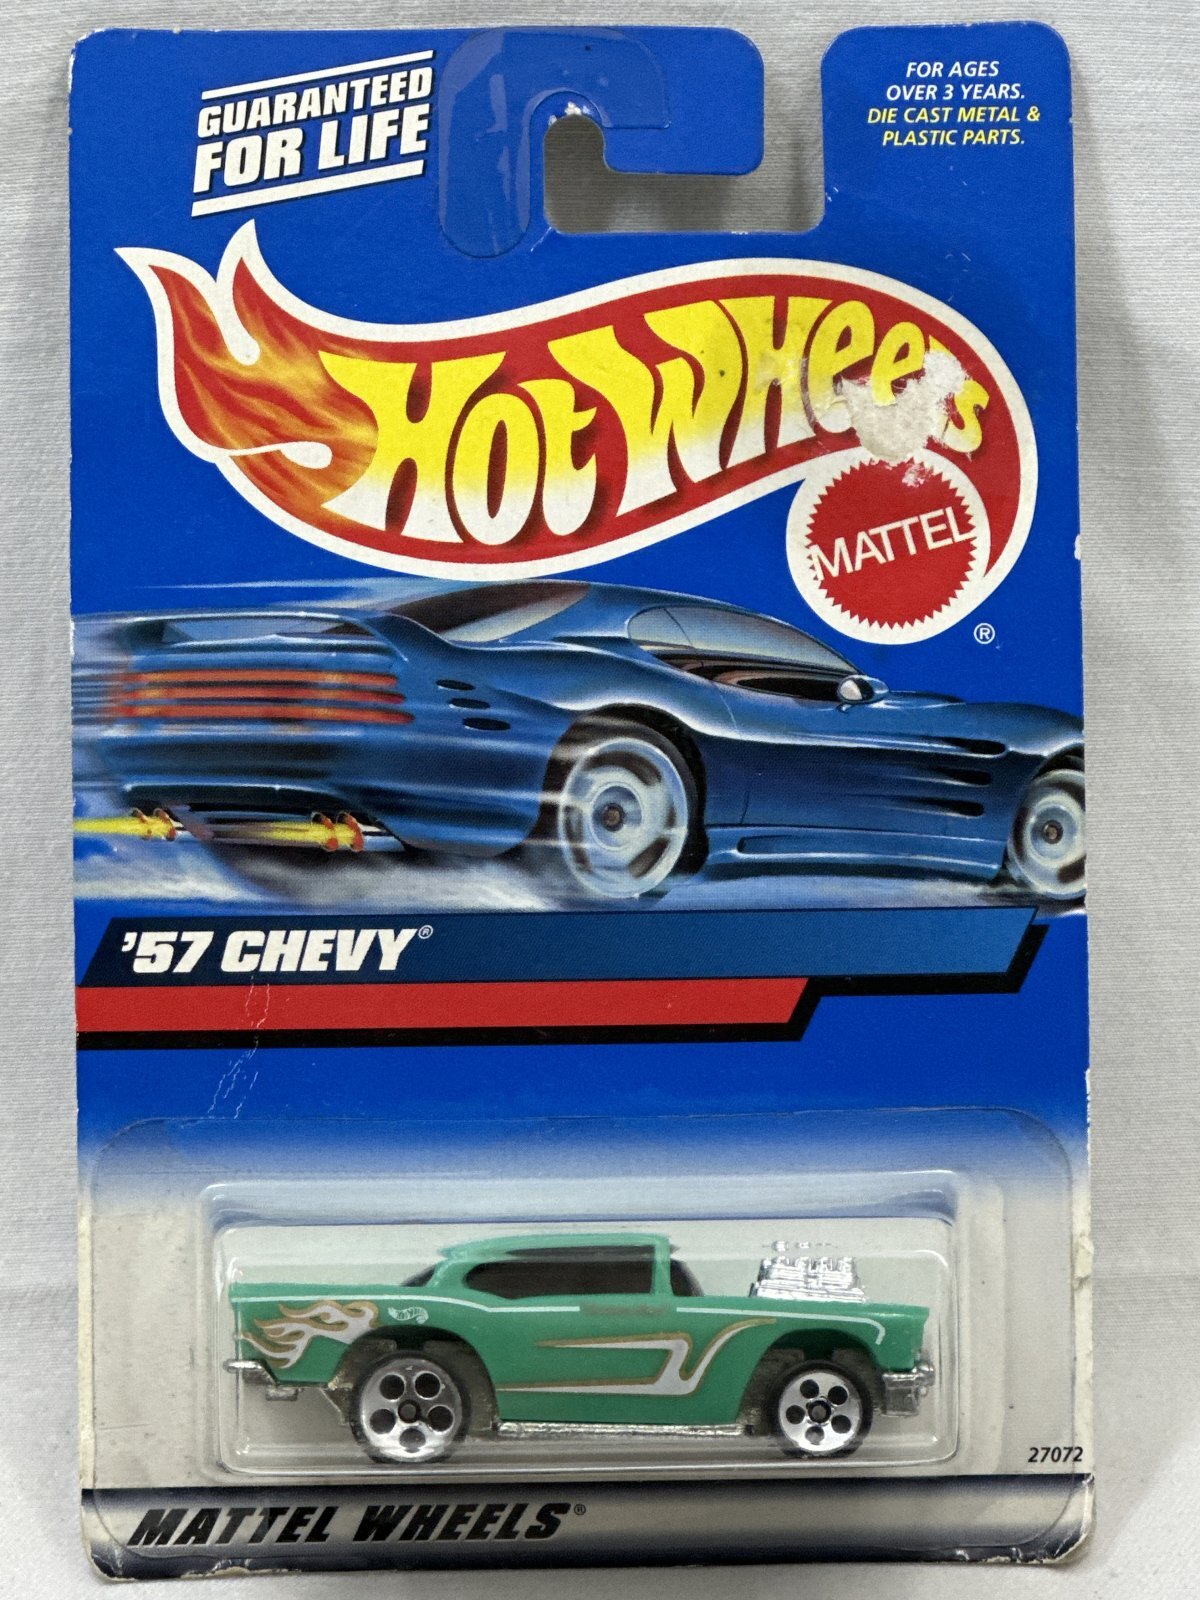 GUARANTEED
FOR LIFE
FOR AGES
OVER 3 YEARS.
DIE CAST METAL &
PLASTIC PARTS.
HOT WHEELS
MATTEL
®
'57 CHEVY®
27072
MATTEL WHEELS®